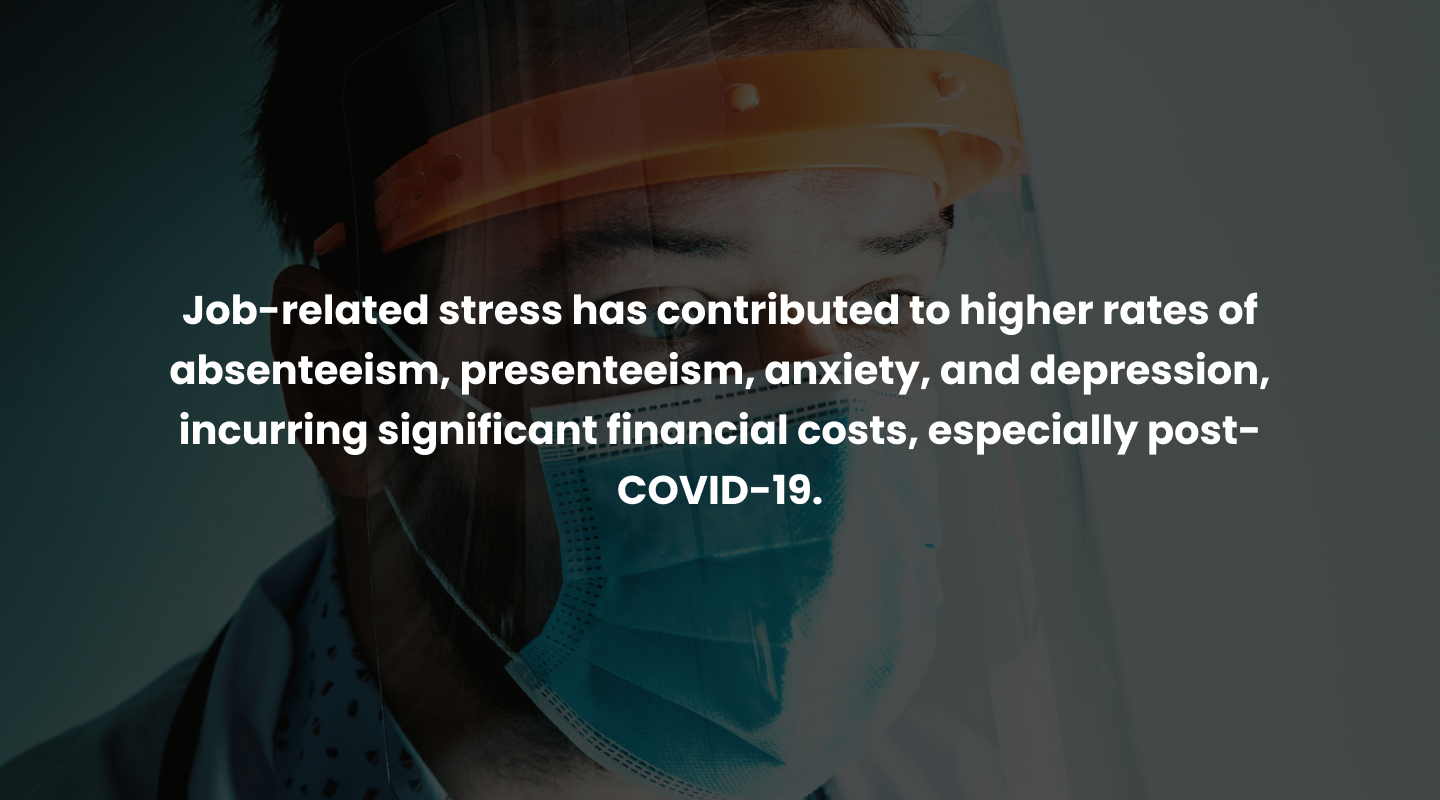 Job-related stress has contributed to higher rates of
absenteeism, presenteeism, anxiety, and depression,
incurring significant financial costs, especially post-
COVID-19.